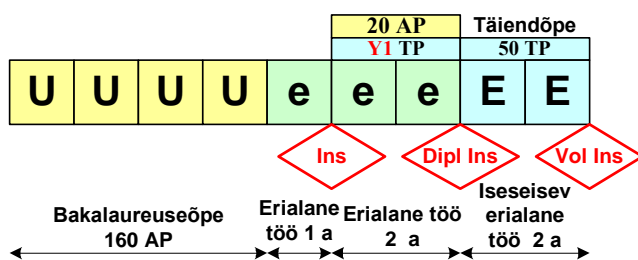 20 AP
Täiendõpe
Y1 TP
50 TP
U U U U e e e E E
Ins
Dipl Ins
Vol Ins
Bakalaureuseõpe
160 AP
Erialane
töö 1 a
Erialane töö
2 a
Iseseisev
erialane
töö 2 a